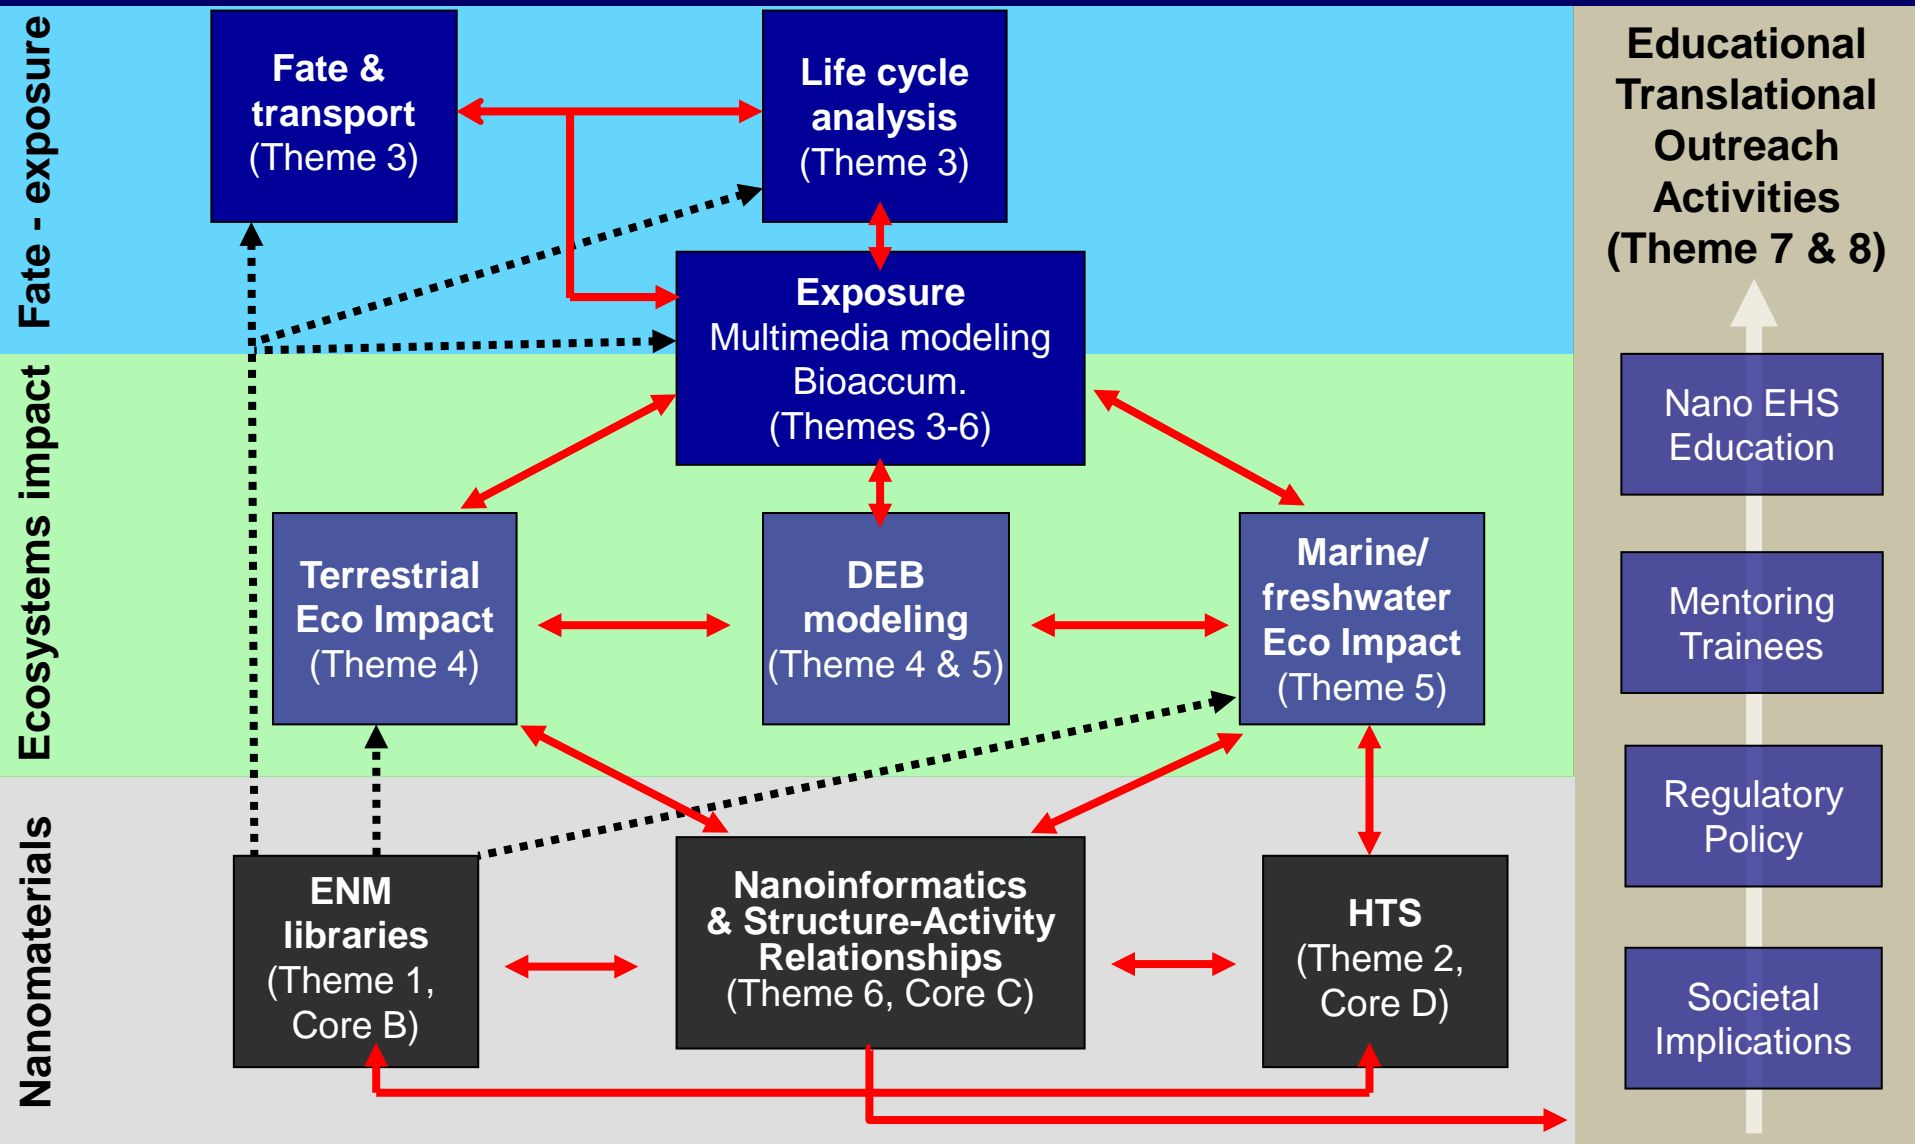 Fate - exposure
Fate &
transport
(Theme 3)
Life cycle
analysis
(Theme 3)
Exposure
Multimedia modeling
Bioaccum.
(Themes 3-6)
Ecosystems impact
Terrestrial
Eco Impact
(Theme 4)
DEB
modeling
(Theme 4 & 5)
Marine/
freshwater
Eco Impact
(Theme 5)
Nanomaterials
ENM
libraries
(Theme 1,
Core B)
Nanoinformatics
& Structure-Activity
Relationships
(Theme 6, Core C)
HTS
(Theme 2,
Core D)
Educational
Translational
Outreach
Activities
(Theme 7 & 8)
Nano EHS
Education
Mentoring
Trainees
Regulatory
Policy
Societal
Implications